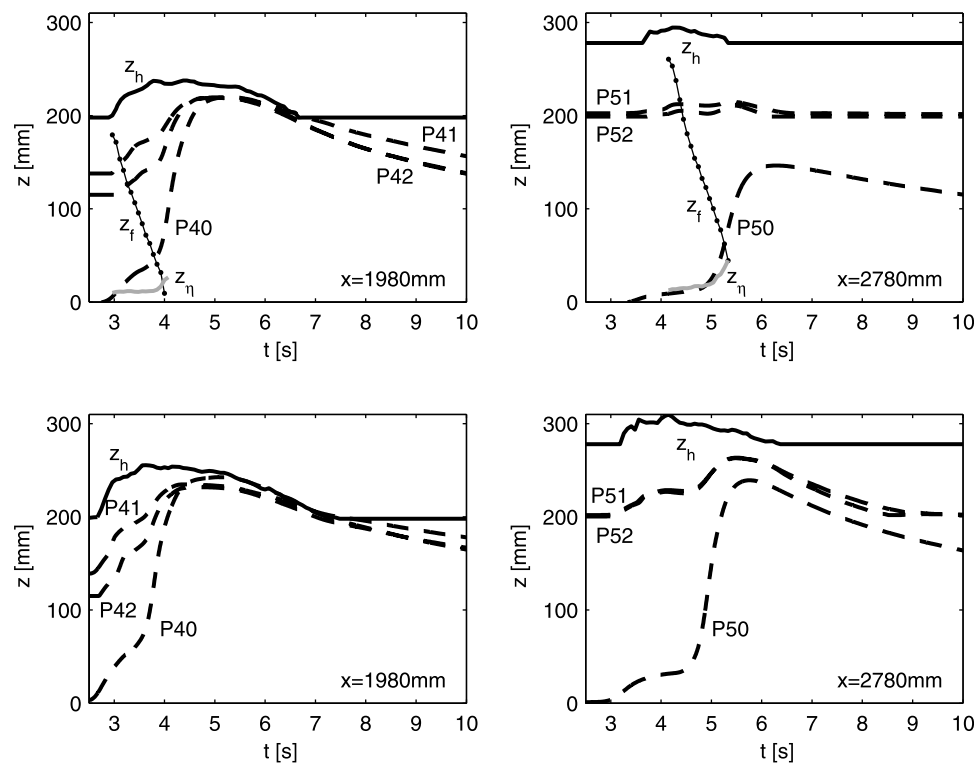 300
200
100
0
z [mm]
z_h
P41
P42
z_f
P40
z_η
x=1980mm
3 4 5 6 7 8 9 10
t [s]
300
200
100
0
z [mm]
z_h
P51
P52
z_f
P50
z_η
x=2780mm
3 4 5 6 7 8 9 10
t [s]
300
200
100
0
z [mm]
z_h
P41
P42
P40
x=1980mm
3 4 5 6 7 8 9 10
t [s]
300
200
100
0
z [mm]
z_h
P51
P52
P50
x=2780mm
3 4 5 6 7 8 9 10
t [s]